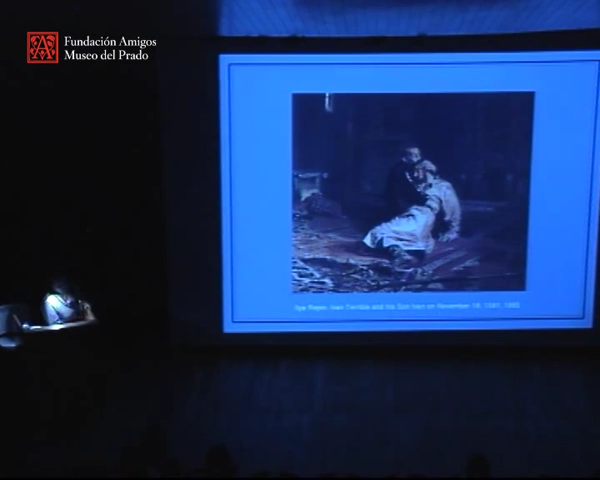 Fundación Amigos
Museo del Prado
Ilya Repin, Ivan Terrible and his Son Ivan on November 16, 1581, 1885